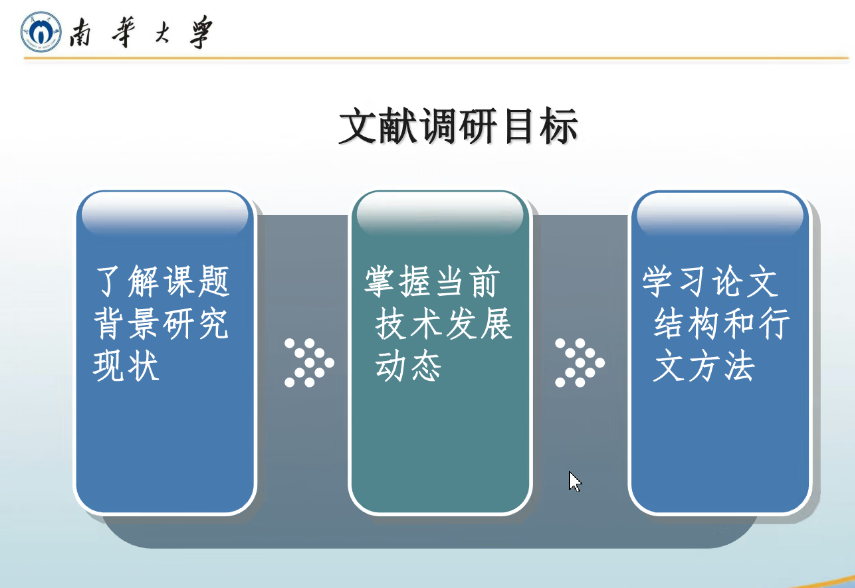 南华大学
文献调研目标
了解课题
背景研究
现状
掌握当前
技术发展
动态
学习论文
结构和行
文方法